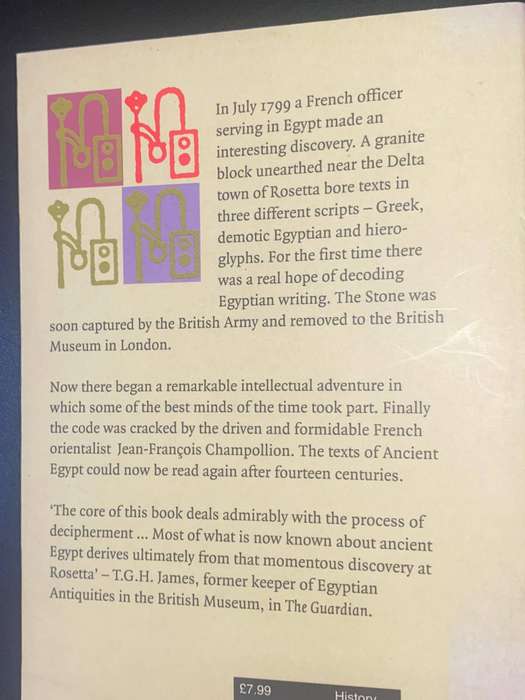 In July 1799 a French officer
serving in Egypt made an
interesting discovery. A granite
block unearthed near the Delta
town of Rosetta bore texts in
three different scripts – Greek,
demotic Egyptian and hiero-
glyphs. For the first time there
was a real hope of decoding
Egyptian writing. The Stone was
soon captured by the British Army and removed to the British
Museum in London.
Now there began a remarkable intellectual adventure in
which some of the best minds of the time took part. Finally
the code was cracked by the driven and formidable French
orientalist Jean-François Champollion. The texts of Ancient
Egypt could now be read again after fourteen centuries.
‘The core of this book deals admirably with the process of
decipherment ... Most of what is now known about ancient
Egypt derives ultimately from that momentous discovery at
Rosetta’ – T.G.H. James, former keeper of Egyptian
Antiquities in the British Museum, in The Guardian.
£7.99 History